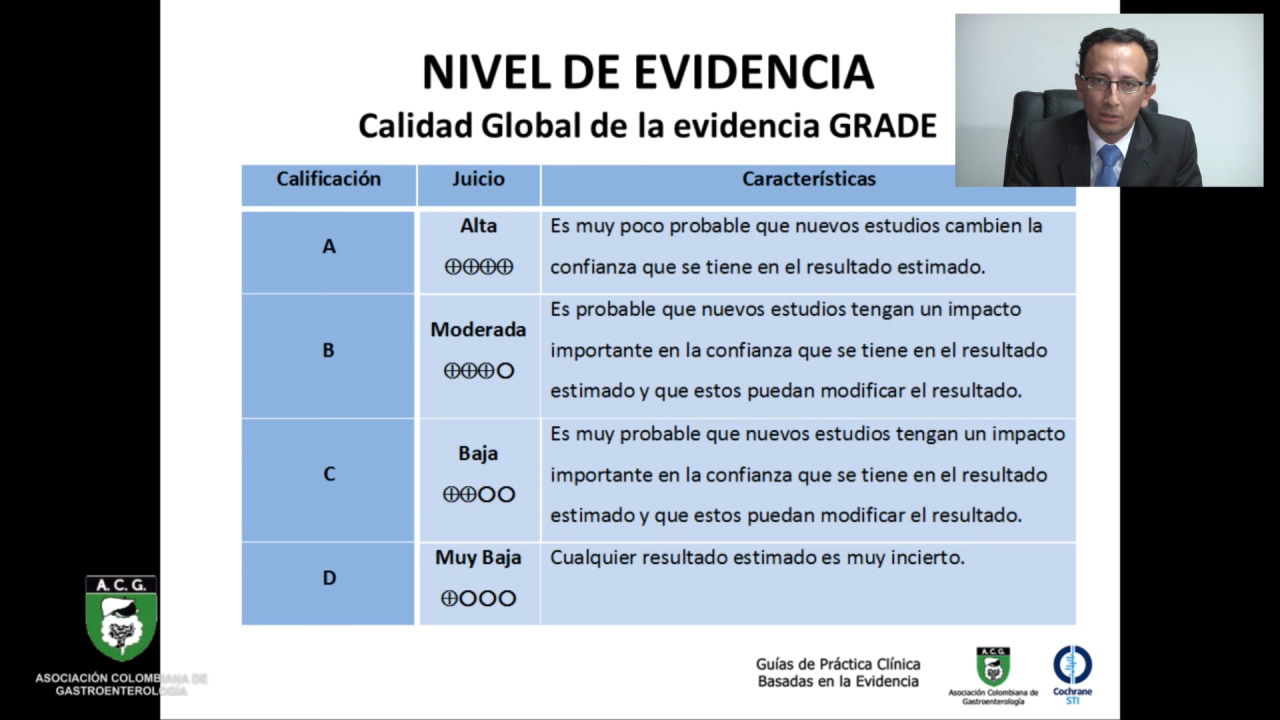 NIVEL DE EVIDENCIA
Calidad Global de la evidencia GRADE
Calificación Juicio Características
A
Alta
⊕⊕⊕⊕
Es muy poco probable que nuevos estudios cambien la
confianza que se tiene en el resultado estimado.
B
Moderada
⊕⊕⊕O
Es probable que nuevos estudios tengan un impacto
importante en la confianza que se tiene en el resultado
estimado y que estos puedan modificar el resultado.
C
Baja
⊕⊕OO
Es muy probable que nuevos estudios tengan un impacto
importante en la confianza que se tiene en el resultado
estimado y que estos puedan modificar el resultado.
D
Muy Baja
⊕OOO
Cualquier resultado estimado es muy incierto.
A. C. G.
ASOCIACIÓN COLOMBIANA DE
GASTROENTEROLOGÍA
Guías de Práctica Clínica
Basadas en la Evidencia
A. C. G.
Asociación Colombiana de
Gastroenterología
Cochrane
STI